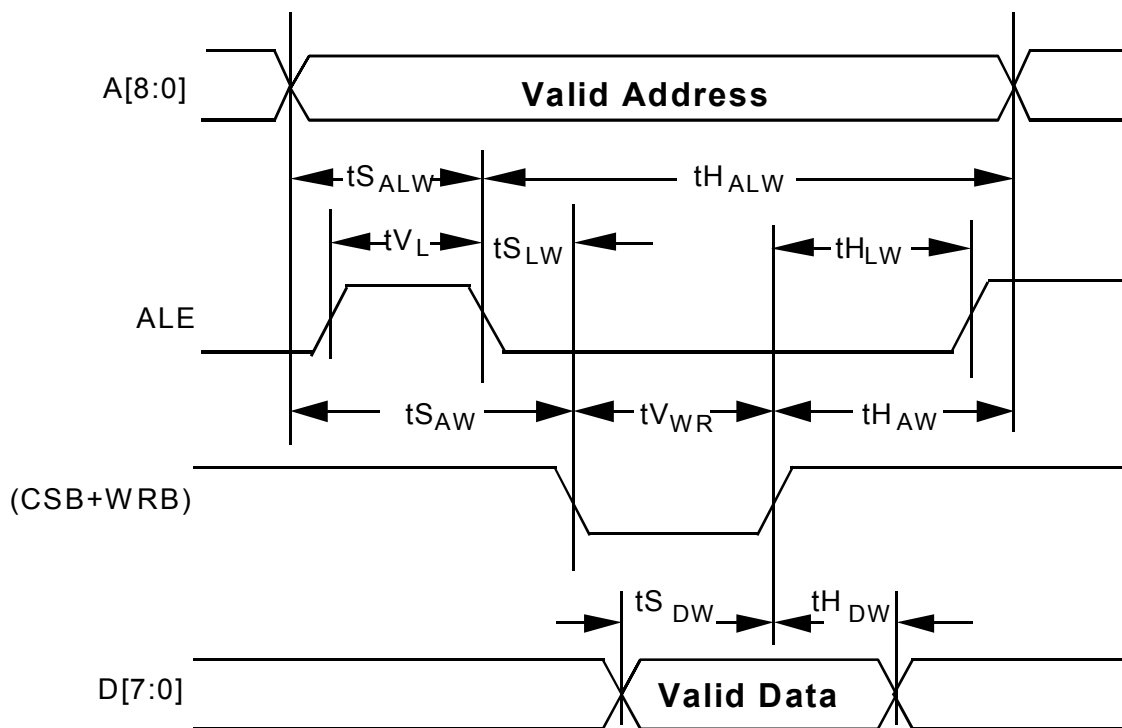 A[8:0]
Valid Address
tS ALW
tH ALW
tV L
tS LW
tH LW
ALE
tS AW
tV WR
tH AW
(CSB+WRB)
tS DW
tH DW
D[7:0]
Valid Data